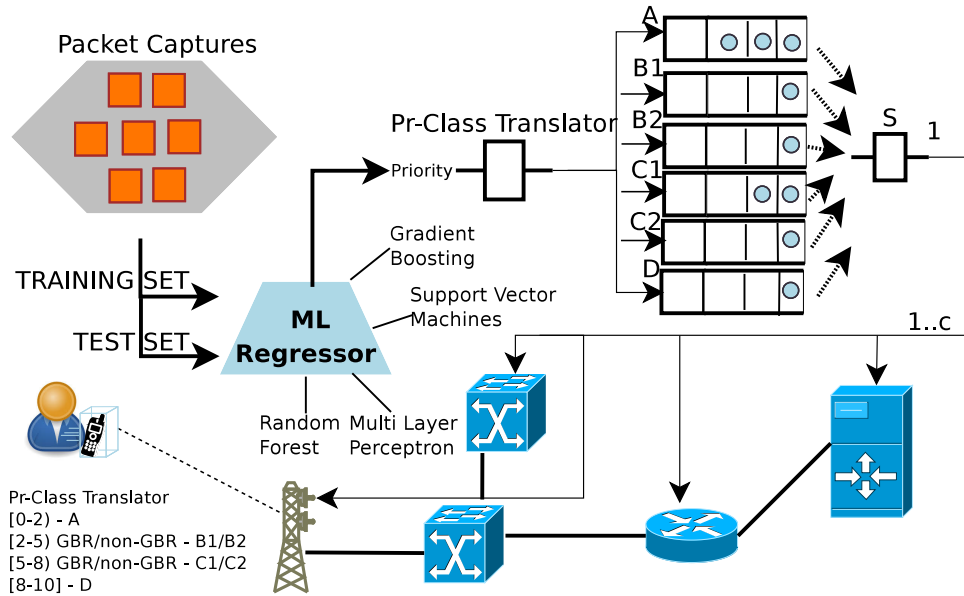 Packet Captures
A
B1
B2
C1
C2
D
Pr-Class Translator
Priority
S
1
TRAINING SET
TEST SET
ML
Regressor
Gradient
Boosting
Support Vector
Machines
Random
Forest
Multi Layer
Perceptron
1..c
Pr-Class Translator
[0-2) - A
[2-5) GBR/non-GBR - B1/B2
[5-8) GBR/non-GBR - C1/C2
[8-10] - D